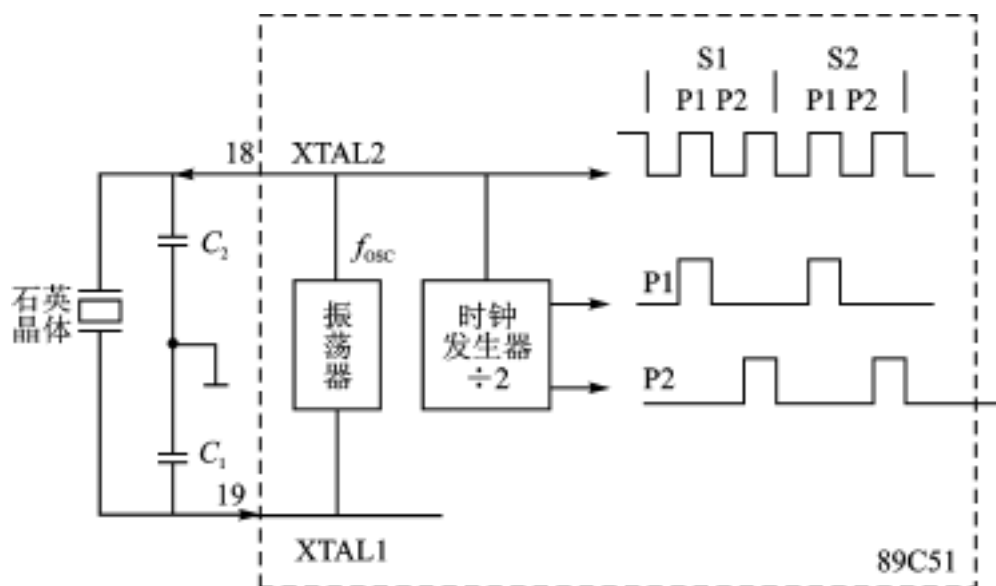 S1 S2
P1 P2 P1 P2
18 XTAL2
C₂
f_OSC
石英
晶体
振荡器
时钟
发生器
÷2
P1
P2
C₁
19
XTAL1
89C51